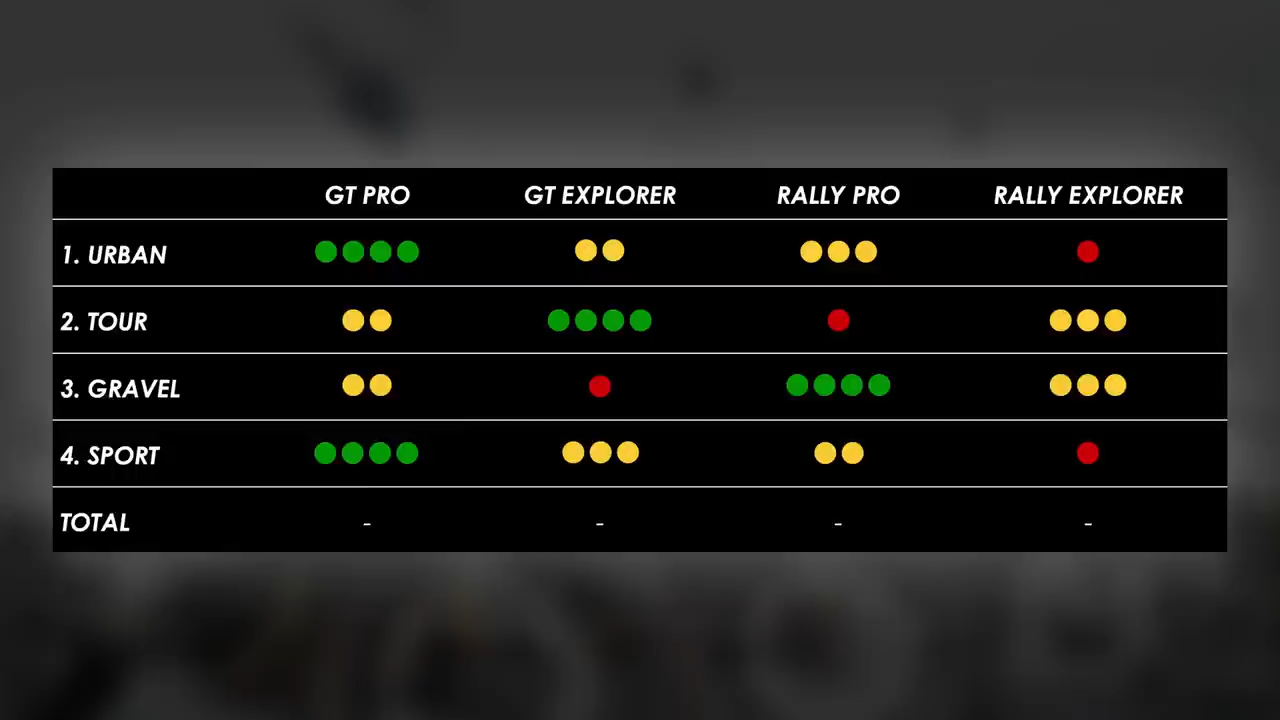 GT PRO GT EXPLORER RALLY PRO RALLY EXPLORER
1. URBAN
2. TOUR
3. GRAVEL
4. SPORT
TOTAL - - - -